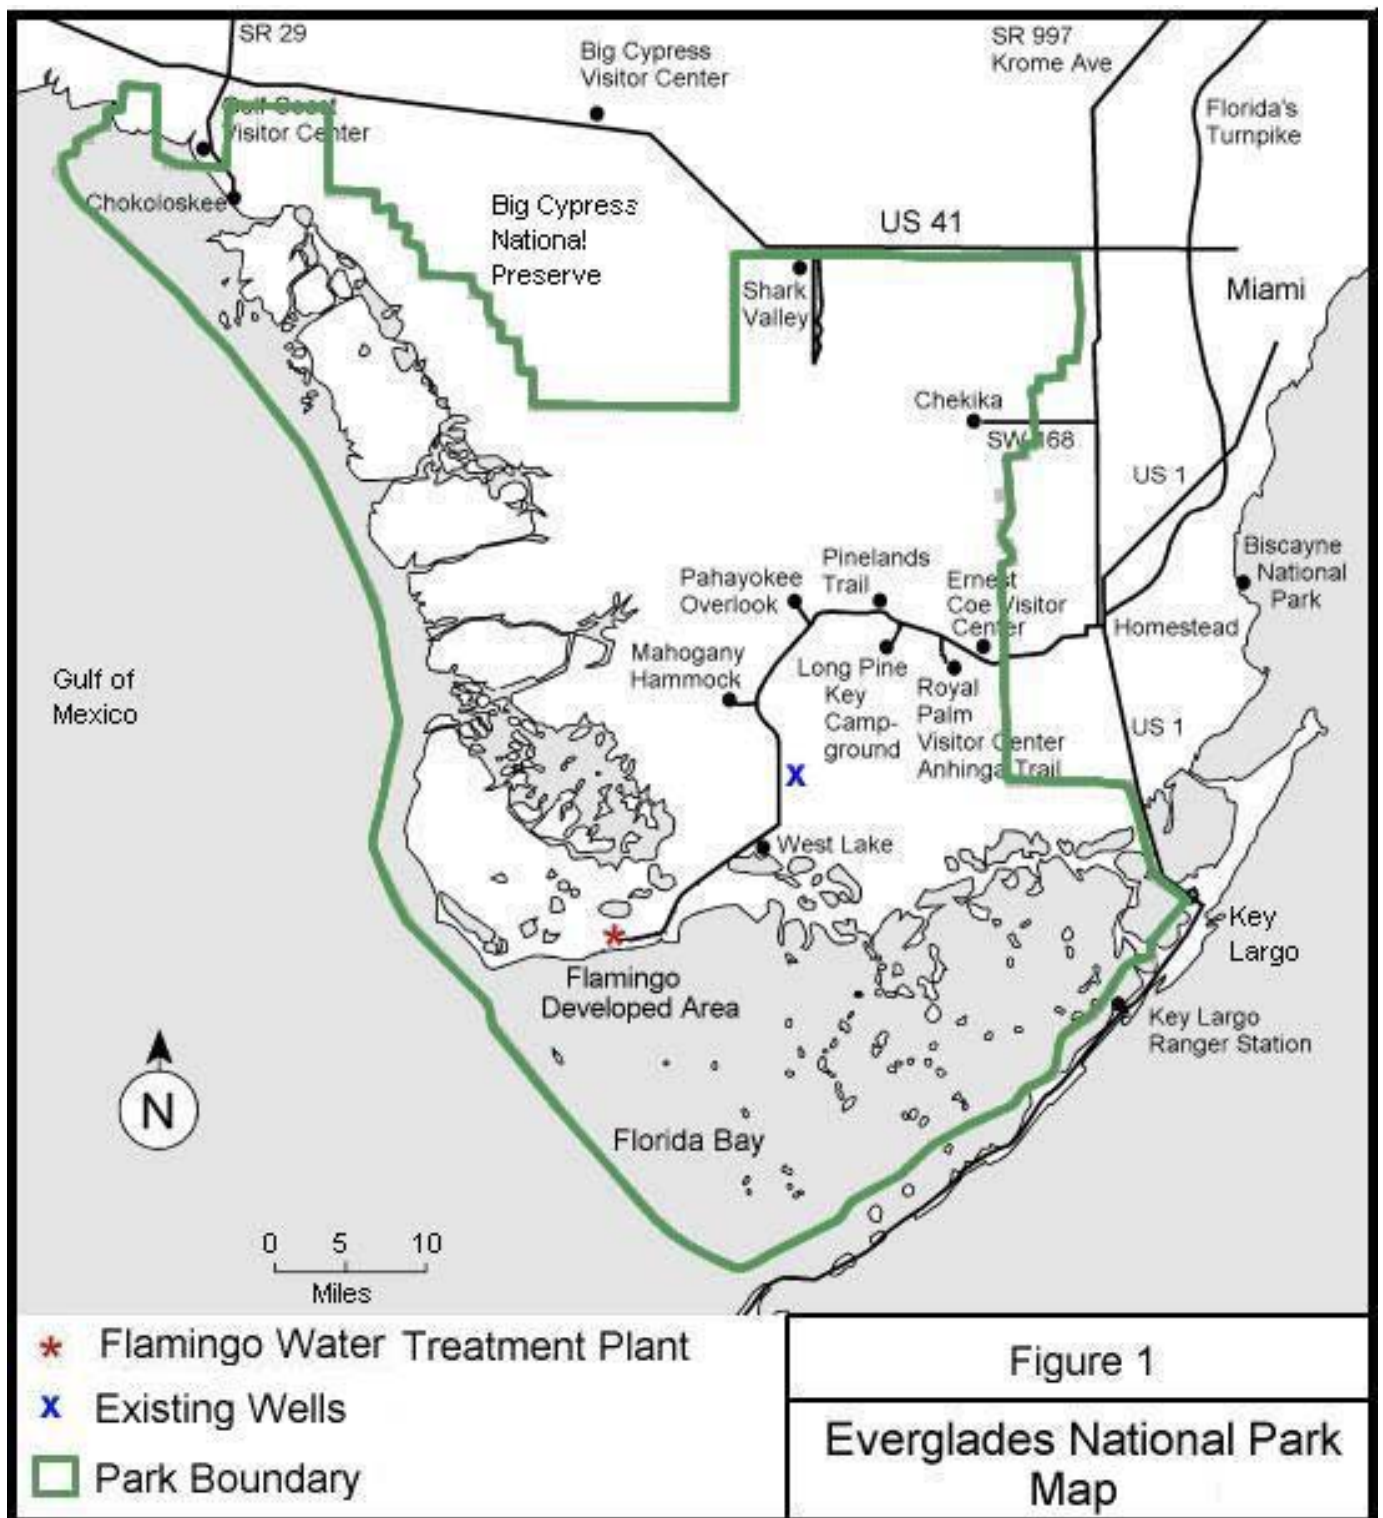 SR 29
Big Cypress
Visitor Center
SR 997
Krome Ave
Florida's
Turnpike
Gulf Coast
Visitor Center
Chokoloskee
Big Cypress
National
Preserve
US 41
Shark
Valley
Miami
Chekika
SW 168
US 1
Biscayne
National
Park
Pinelands
Trail
Pahayokee
Overlook
Ernest
Coe Visitor
Center
Homestead
Mahogany
Hammock
Long Pine
Key
Camp-
ground
Royal
Palm
Visitor Center
Anhinga Trail
Gulf of
Mexico
US 1
X
West Lake
Key
Largo
*
Flamingo
Developed Area
Key Largo
Ranger Station
N
Florida Bay
0 5 10
Miles
* Flamingo Water Treatment Plant
x Existing Wells
Park Boundary
Figure 1
Everglades National Park
Map